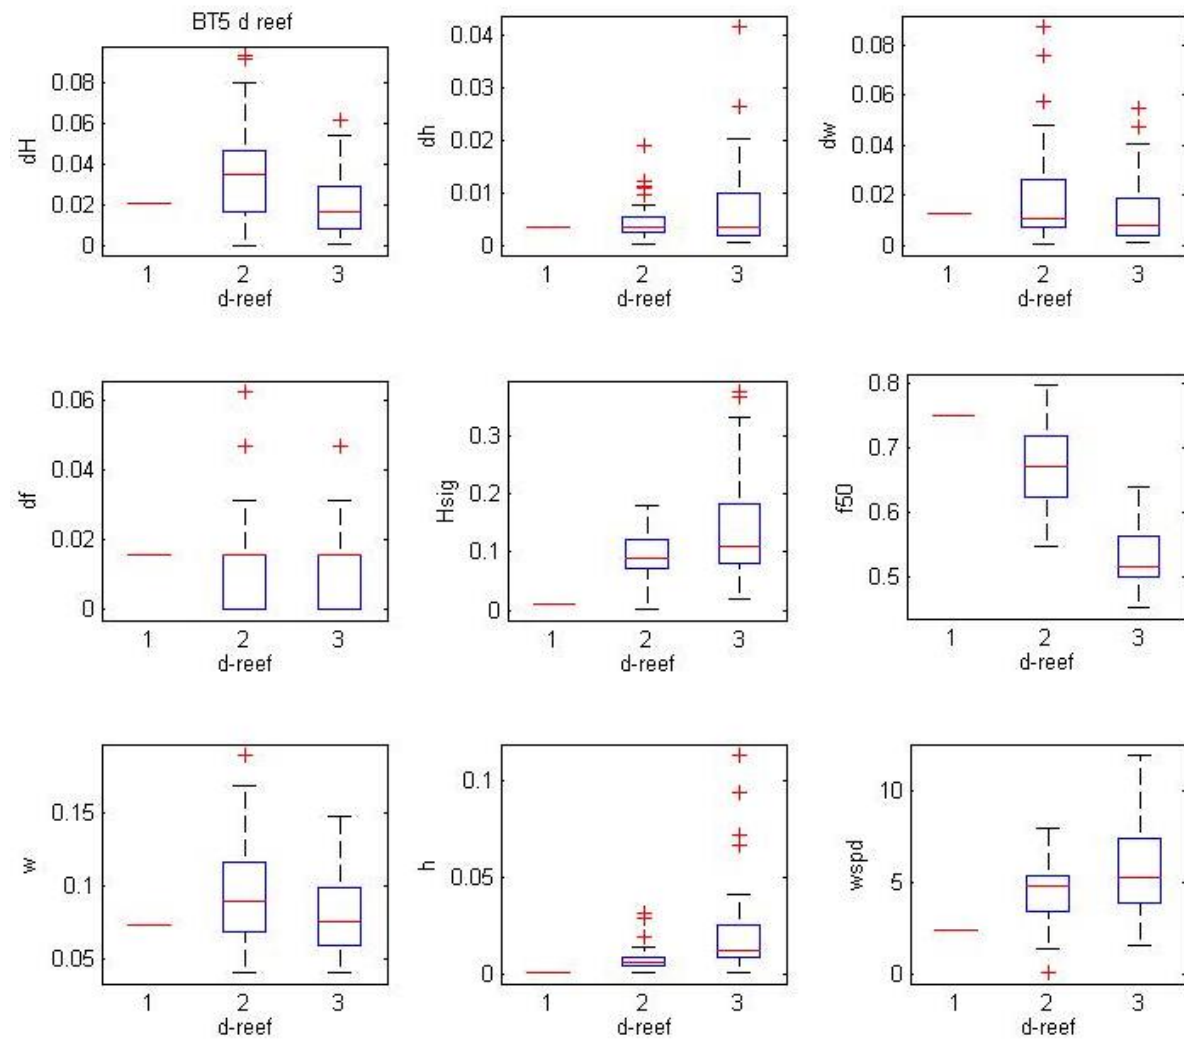 BT5 d reef
dH
0.08
0.06
0.04
0.02
0
1 2 3
d-reef
dh
0.04
0.03
0.02
0.01
0
1 2 3
d-reef
dw
0.08
0.06
0.04
0.02
0
1 2 3
d-reef
df
0.06
0.04
0.02
0
1 2 3
d-reef
Hsig
0.3
0.2
0.1
0
1 2 3
d-reef
f50
0.8
0.7
0.6
0.5
1 2 3
d-reef
w
0.15
0.1
0.05
1 2 3
d-reef
h
0.1
0.05
0
1 2 3
d-reef
wspd
10
5
0
1 2 3
d-reef